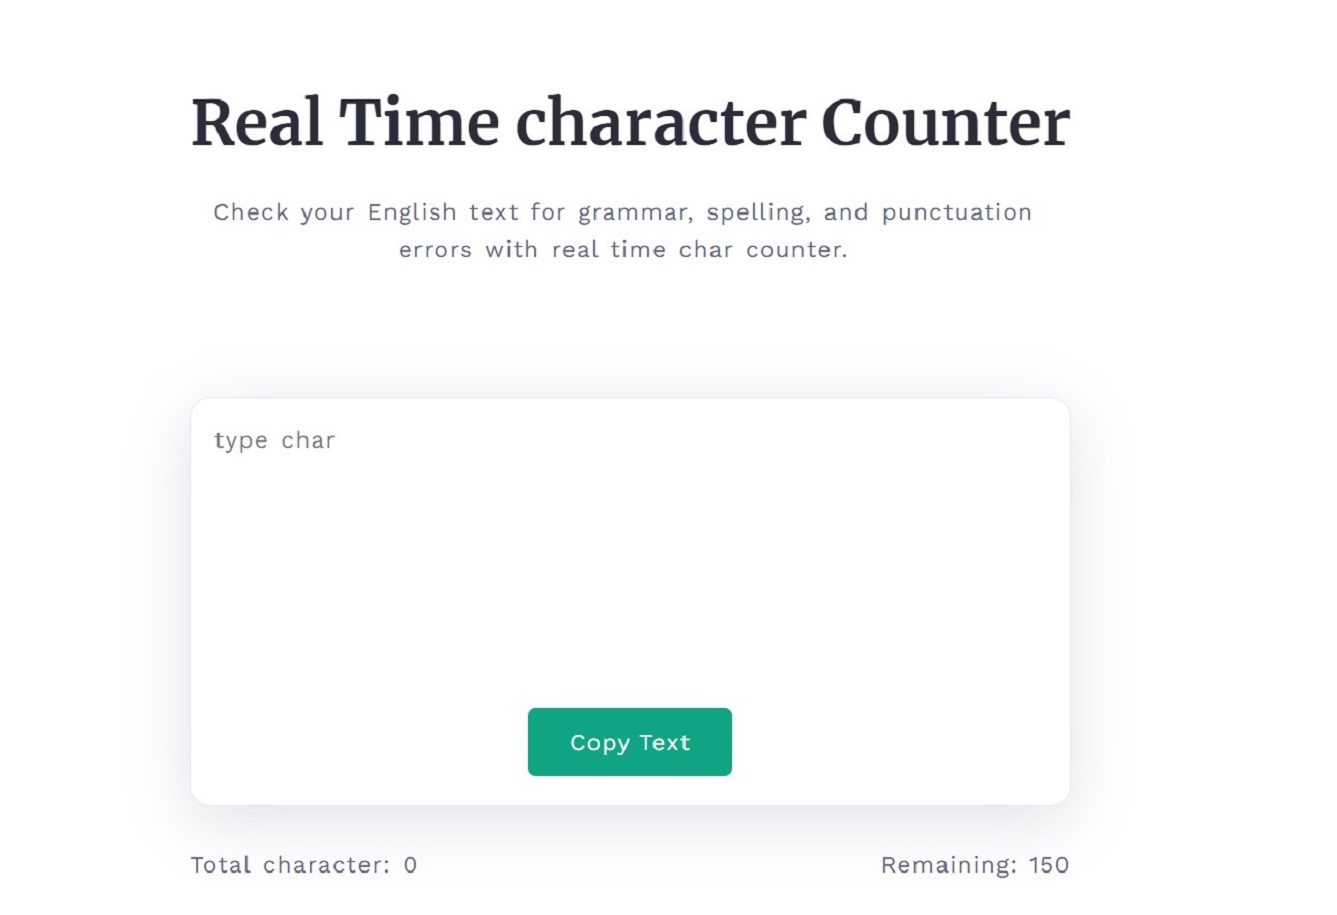 Real Time character Counter
Check your English text for grammar, spelling, and punctuation
errors with real time char counter.
type char
Copy Text
Total character: 0
Remaining: 150